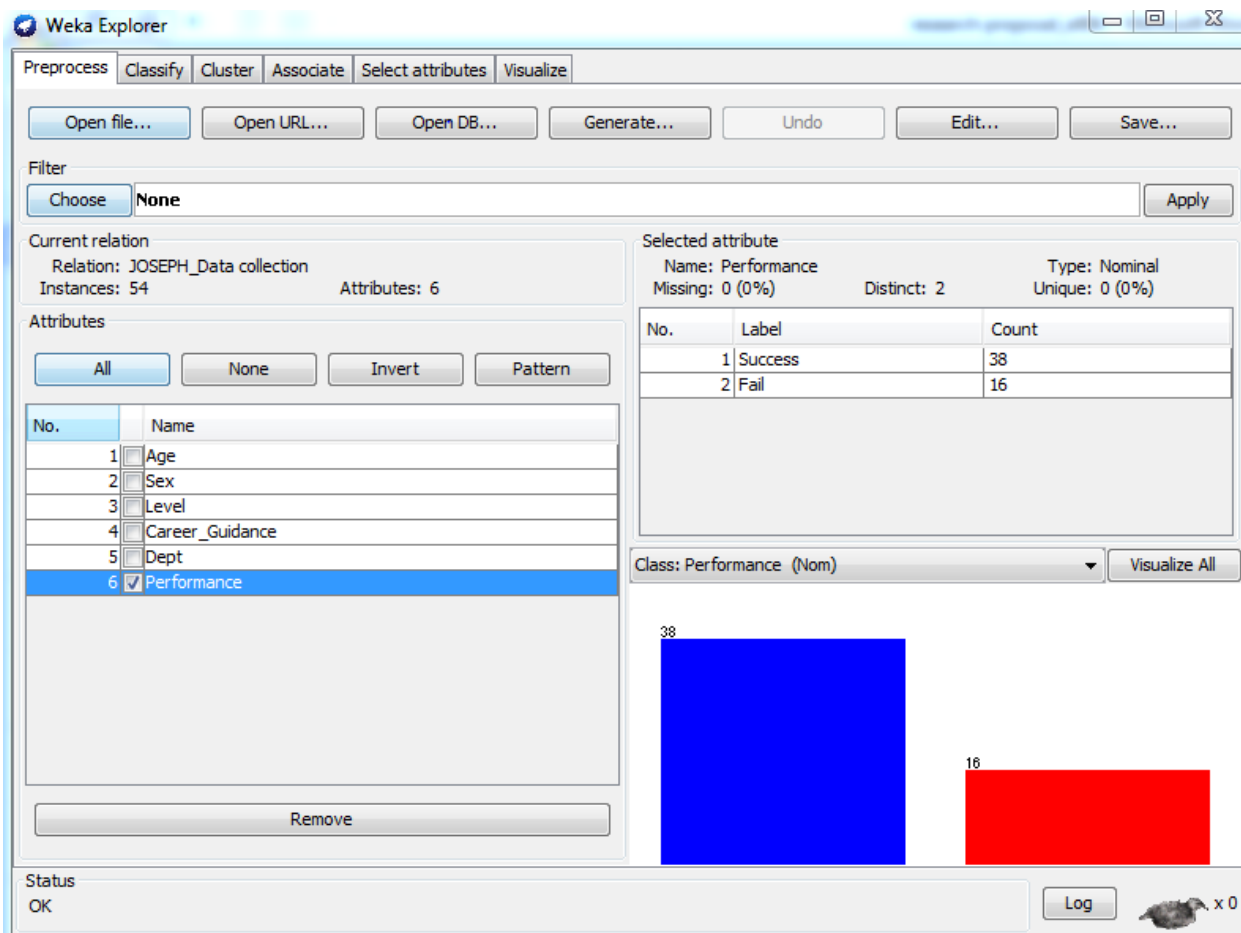 Weka Explorer
Preprocess Classify Cluster Associate Select attributes Visualize
Open file... Open URL... Open DB... Generate... Undo Edit... Save...
Filter
Choose None Apply
Current relation
Relation: JOSEPH_Data collection
Instances: 54 Attributes: 6
Selected attribute
Name: Performance Type: Nominal
Missing: 0 (0%) Distinct: 2 Unique: 0 (0%)
Attributes
All None Invert Pattern
No. Name
1 Age
2 Sex
3 Level
4 Career_Guidance
5 Dept
6 Performance
Remove
No. Label Count
1 Success 38
2 Fail 16
Class: Performance (Nom) Visualize All
38
16
Status
OK
Log x 0